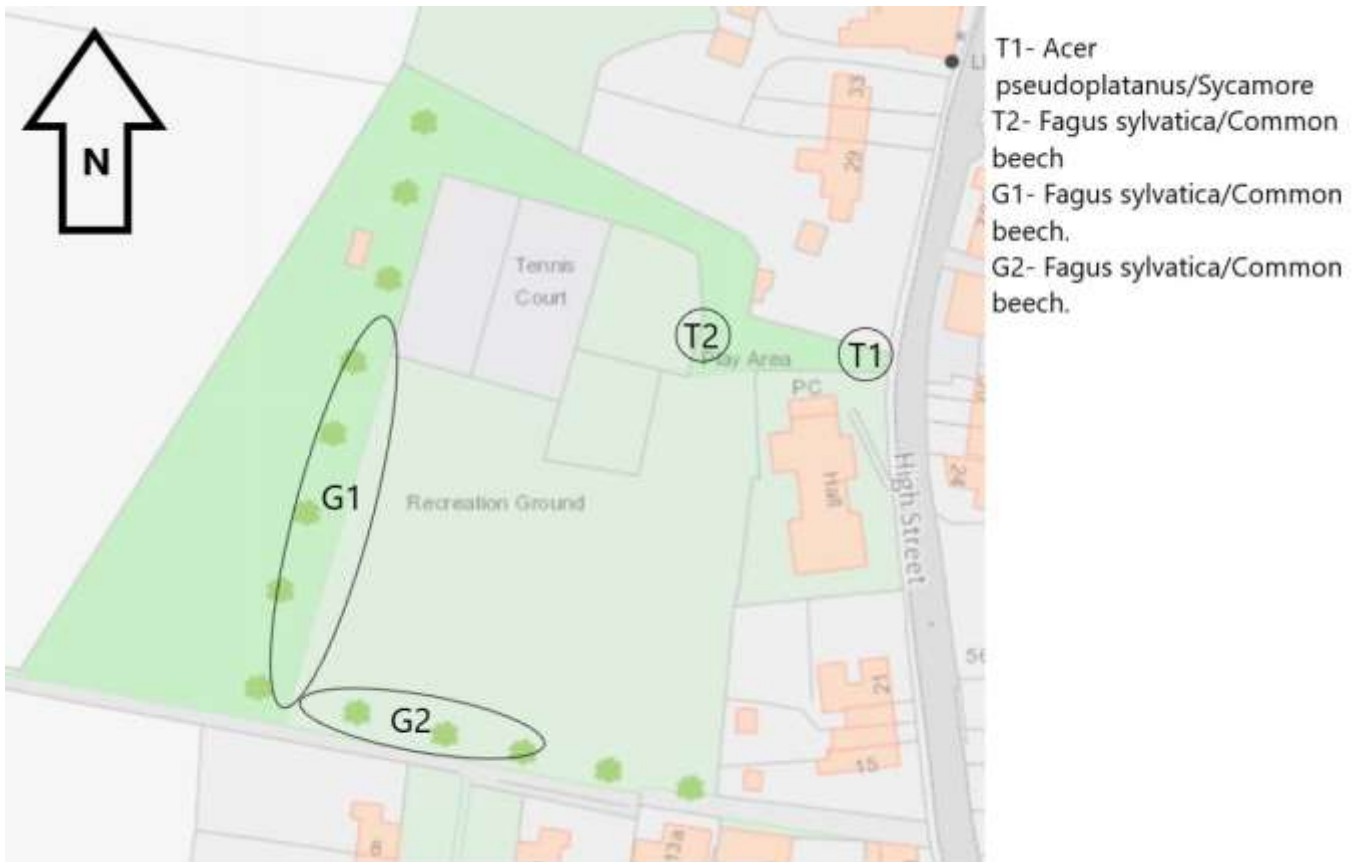 N
33
29
Tennis
Court
T2
T1
Play Area
PC
G1
Recreation Ground
Hall
High Street
24
56
G2
21
15
8
13a
T1- Acer
pseudoplatanus/Sycamore
T2- Fagus sylvatica/Common
beech
G1- Fagus sylvatica/Common
beech.
G2- Fagus sylvatica/Common
beech.